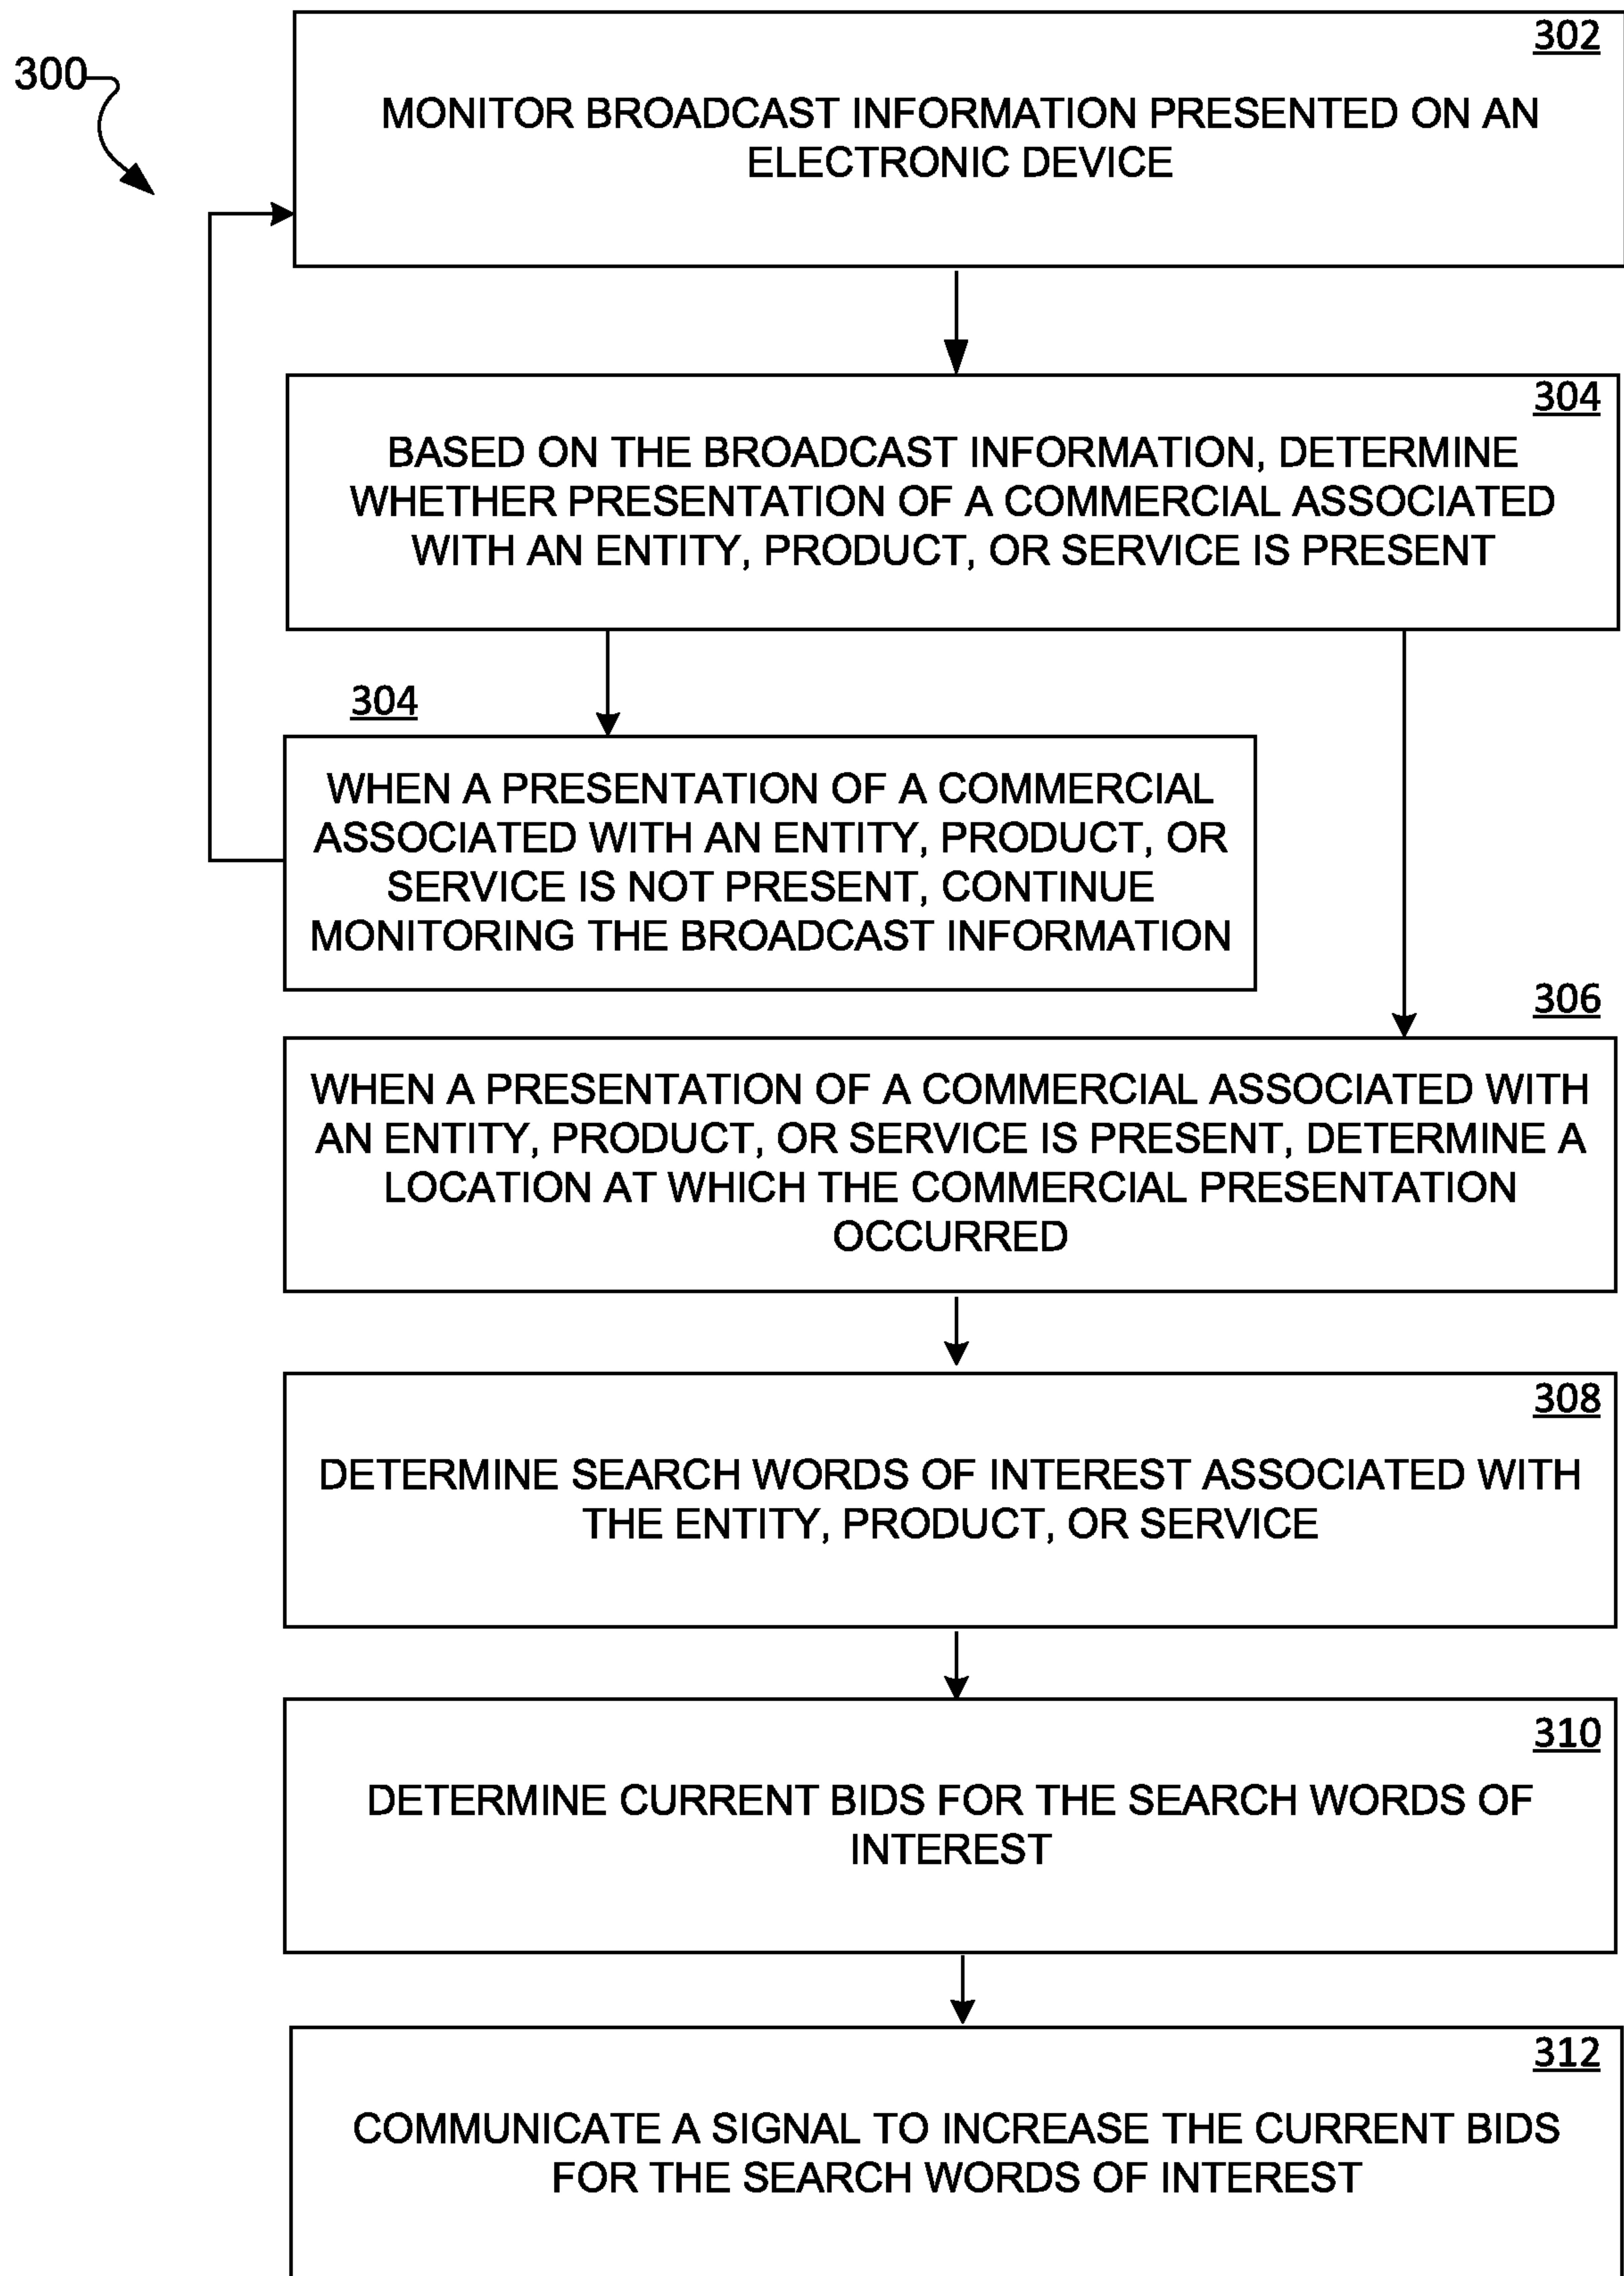 302
300
MONITOR BROADCAST INFORMATION PRESENTED ON AN
ELECTRONIC DEVICE
304
BASED ON THE BROADCAST INFORMATION, DETERMINE
WHETHER PRESENTATION OF A COMMERCIAL ASSOCIATED
WITH AN ENTITY, PRODUCT, OR SERVICE IS PRESENT
304
WHEN A PRESENTATION OF A COMMERCIAL
ASSOCIATED WITH AN ENTITY, PRODUCT, OR
SERVICE IS NOT PRESENT, CONTINUE
MONITORING THE BROADCAST INFORMATION
306
WHEN A PRESENTATION OF A COMMERCIAL ASSOCIATED WITH
AN ENTITY, PRODUCT, OR SERVICE IS PRESENT, DETERMINE A
LOCATION AT WHICH THE COMMERCIAL PRESENTATION
OCCURRED
308
DETERMINE SEARCH WORDS OF INTEREST ASSOCIATED WITH
THE ENTITY, PRODUCT, OR SERVICE
310
DETERMINE CURRENT BIDS FOR THE SEARCH WORDS OF
INTEREST
312
COMMUNICATE A SIGNAL TO INCREASE THE CURRENT BIDS
FOR THE SEARCH WORDS OF INTEREST